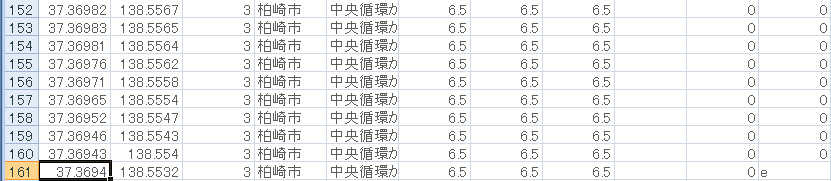 152 37.36982 138.5567 3 柏崎市 中央循環カ 6.5 6.5 6.5 0 0
153 37.36983 138.5565 3 柏崎市 中央循環カ 6.5 6.5 6.5 0 0
154 37.36981 138.5564 3 柏崎市 中央循環カ 6.5 6.5 6.5 0 0
155 37.36976 138.5562 3 柏崎市 中央循環カ 6.5 6.5 6.5 0 0
156 37.36971 138.5558 3 柏崎市 中央循環カ 6.5 6.5 6.5 0 0
157 37.36965 138.5554 3 柏崎市 中央循環カ 6.5 6.5 6.5 0 0
158 37.36952 138.5547 3 柏崎市 中央循環カ 6.5 6.5 6.5 0 0
159 37.36946 138.5543 3 柏崎市 中央循環カ 6.5 6.5 6.5 0 0
160 37.36943 138.554 3 柏崎市 中央循環カ 6.5 6.5 6.5 0 0
161 37.3694 138.5532 3 柏崎市 中央循環カ 6.5 6.5 6.5 0 e